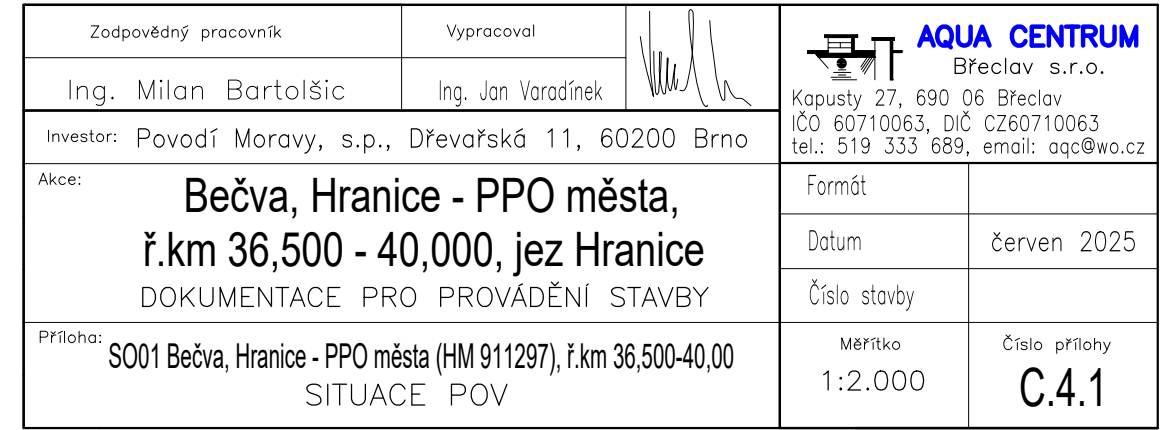 Zodpovědný pracovník
Vypracoval
Ing. Milan Bartolšic
Ing. Jan Varadínek
AQUA CENTRUM
Břeclav s.r.o.
Kapusty 27, 690 06 Břeclav
IČO 60710063, DIČ CZ60710063
tel.: 519 333 689, email: aqc@wo.cz
Investor: Povodí Moravy, s.p., Dřevařská 11, 60200 Brno
Akce:
Bečva, Hranice - PPO města,
ř.km 36,500 - 40,000, jez Hranice
DOKUMENTACE PRO PROVÁDĚNÍ STAVBY
Formát
Datum
červen 2025
Číslo stavby
Příloha:
SO01 Bečva, Hranice - PPO města (HM 911297), ř.km 36,500-40,00
SITUACE POV
Měřítko
1:2.000
Číslo přílohy
C.4.1